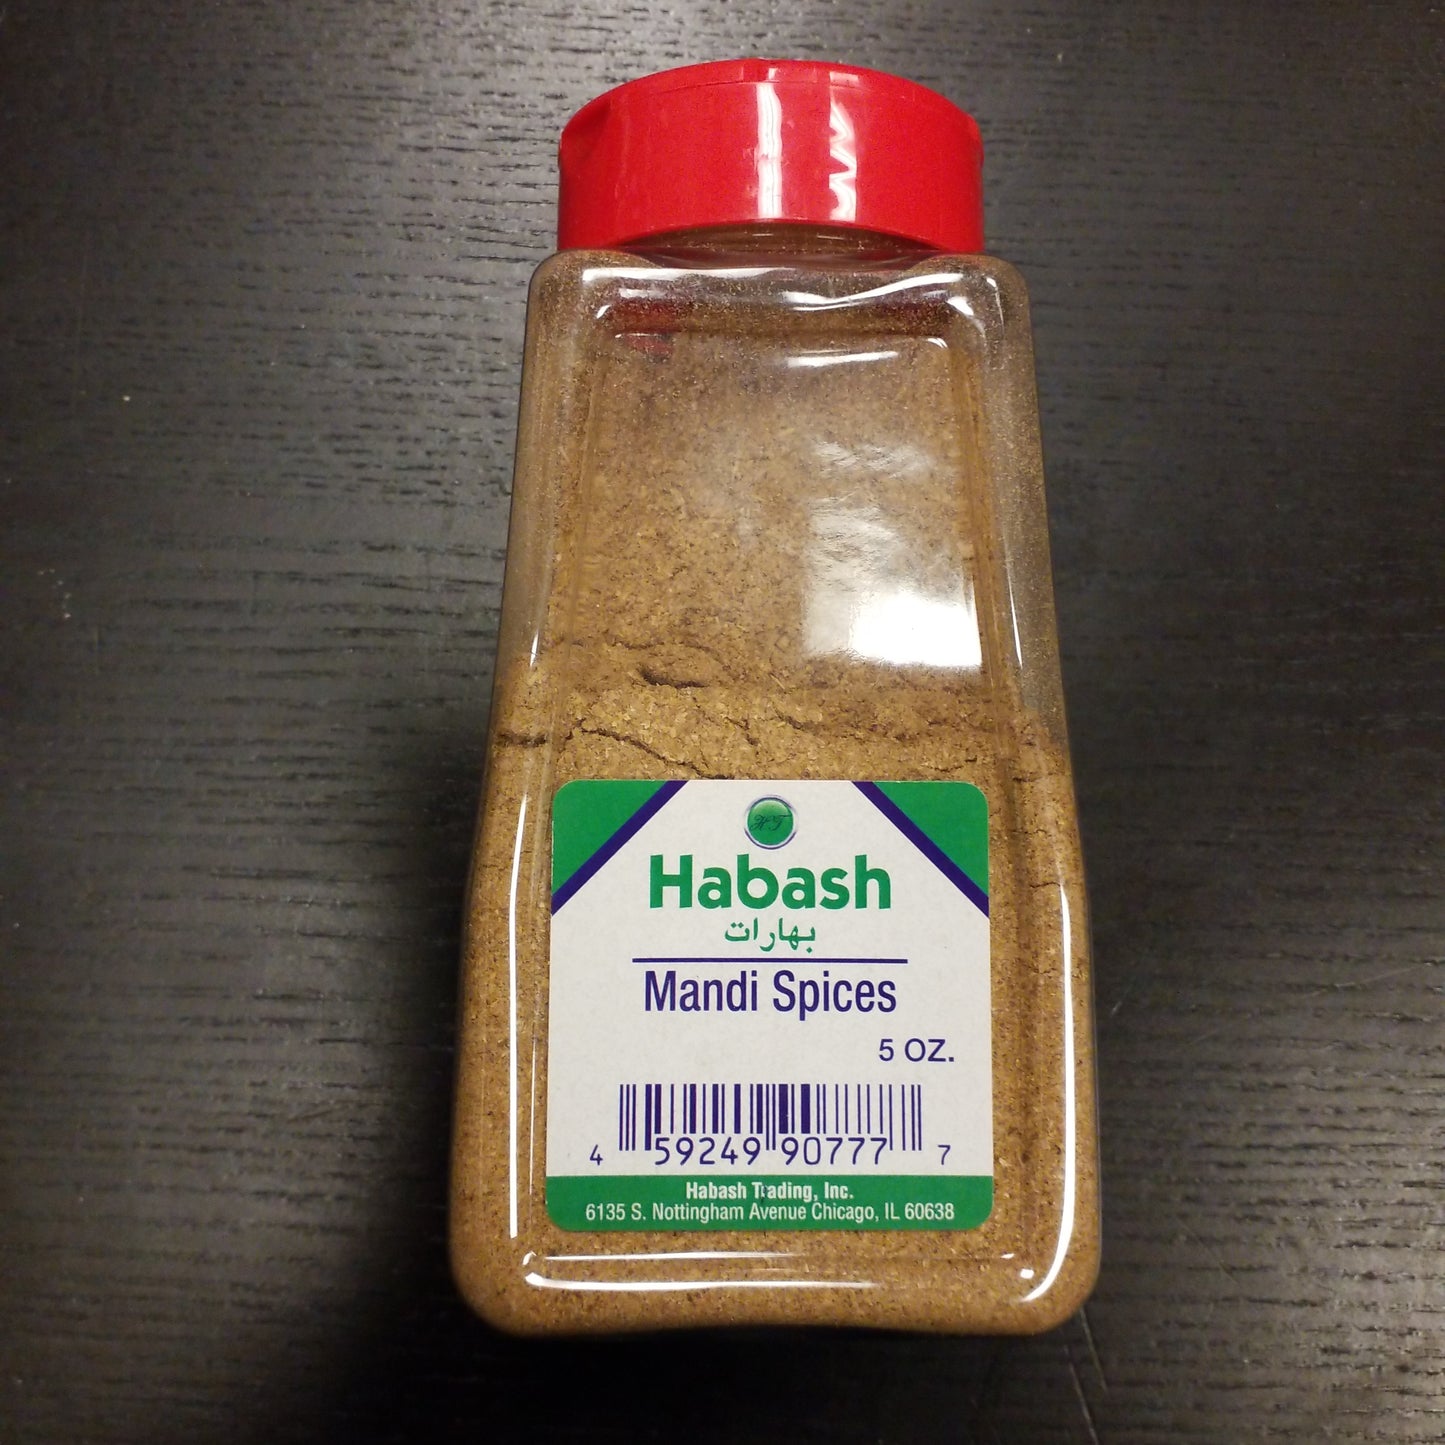 HT
Habash
بهارات
Mandi Spices
5 OZ.
4 59249 90777 7
Habash Trading, Inc.
6135 S. Nottingham Avenue Chicago, IL 60638